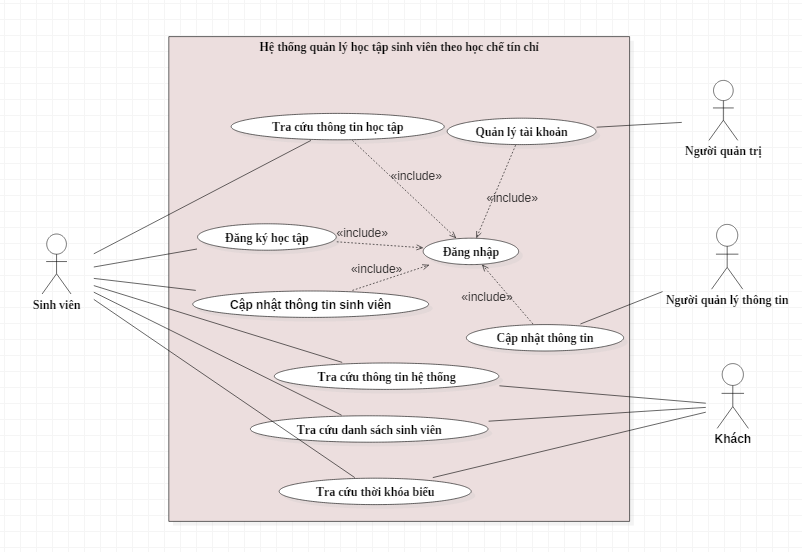 Hệ thống quản lý học tập sinh viên theo học chế tín chỉ
Tra cứu thông tin học tập
Quản lý tài khoản
Người quản trị
«include»
«include»
Đăng ký học tập
«include»
Đăng nhập
«include»
Sinh viên
Cập nhật thông tin sinh viên
«include»
Người quản lý thông tin
Cập nhật thông tin
Tra cứu thông tin hệ thống
Tra cứu danh sách sinh viên
Khách
Tra cứu thời khóa biểu